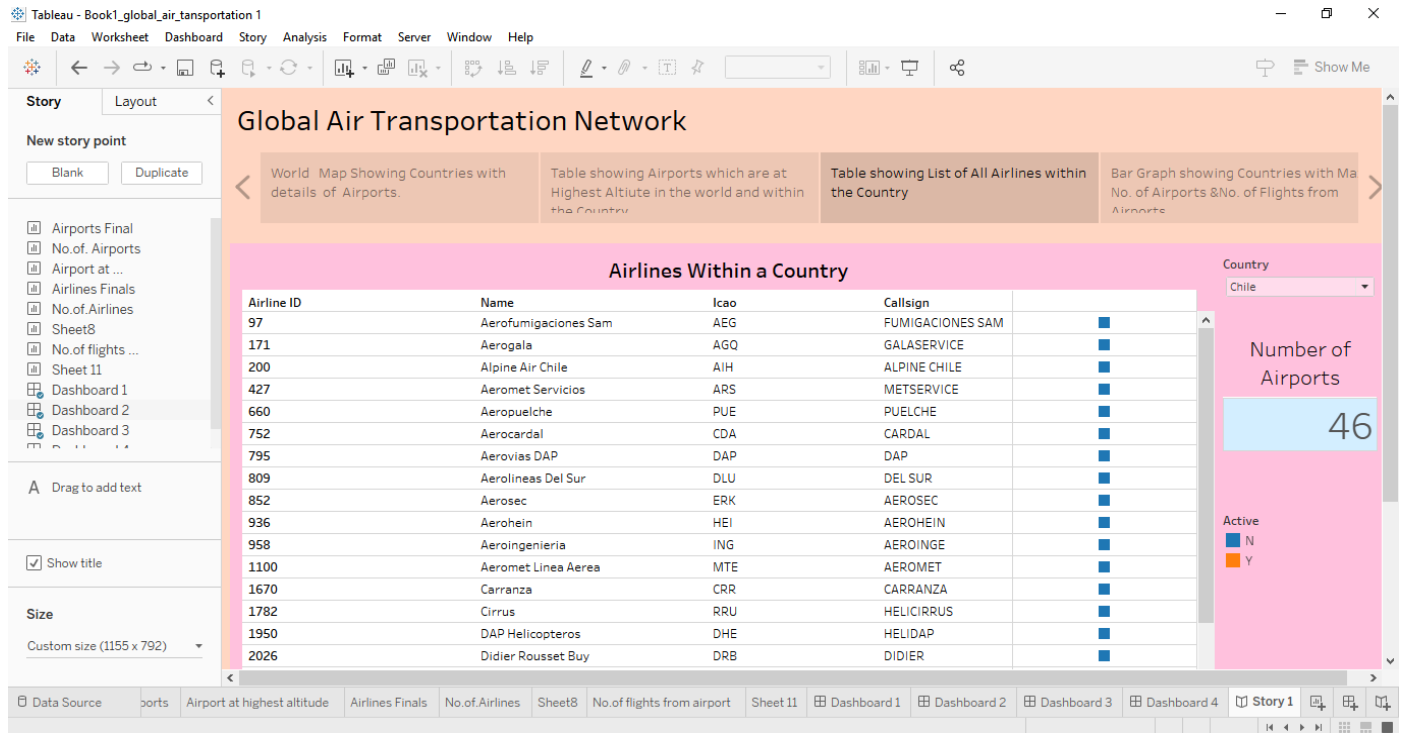 Tableau - Book1_global_air_tansportation 1
File Data Worksheet Dashboard Story Analysis Format Server Window Help
Show Me
Story Layout
New story point
Blank Duplicate
Airports Final
No.of. Airports
Airport at ...
Airlines Finals
No.of.Airlines
Sheet8
No.of flights ...
Sheet 11
Dashboard 1
Dashboard 2
Dashboard 3
A Drag to add text
Show title
Size
Custom size (1155 x 792)
Global Air Transportation Network
World Map Showing Countries with
details of Airports.
Table showing Airports which are at
Highest Altiute in the world and within
the Country
Table showing List of All Airlines within
the Country
Bar Graph showing Countries with Ma
No. of Airports &No. of Flights from
Airports
Airlines Within a Country
Airline ID Name Icao Callsign
97 Aerofumigaciones Sam AEG FUMIGACIONES SAM
171 Aerogala AGQ GALASERVICE
200 Alpine Air Chile AIH ALPINE CHILE
427 Aeromet Servicios ARS METSERVICE
660 Aeropuelche PUE PUELCHE
752 Aerocardal CDA CARDAL
795 Aerovias DAP DAP DAP
809 Aerolineas Del Sur DLU DEL SUR
852 Aerosec ERK AEROSEC
936 Aerohein HEI AEROHEIN
958 Aeroingenieria ING AEROINGE
1100 Aeromet Linea Aerea MTE AEROMET
1670 Carranza CRR CARRANZA
1782 Cirrus RRU HELICIRRUS
1950 DAP Helicopteros DHE HELIDAP
2026 Didier Rousset Buy DRB DIDIER
Country
Chile
Number of
Airports
46
Active
N
Y
Data Source ports Airport at highest altitude Airlines Finals No.of.Airlines Sheet8 No.of flights from airport Sheet 11 Dashboard 1 Dashboard 2 Dashboard 3 Dashboard 4 Story 1